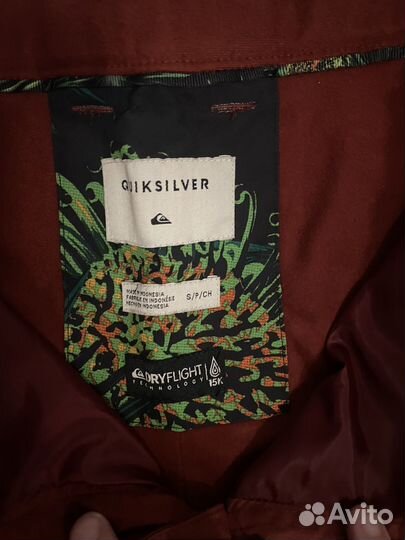 QUIKSILVER
MADE IN INDONESIA
FABRIQUÉ EN INDONÉSIE
HECHO EN INDONESIA
S/P/CH
DRYFLIGHT
TECHNOLOGY
15K
Avito